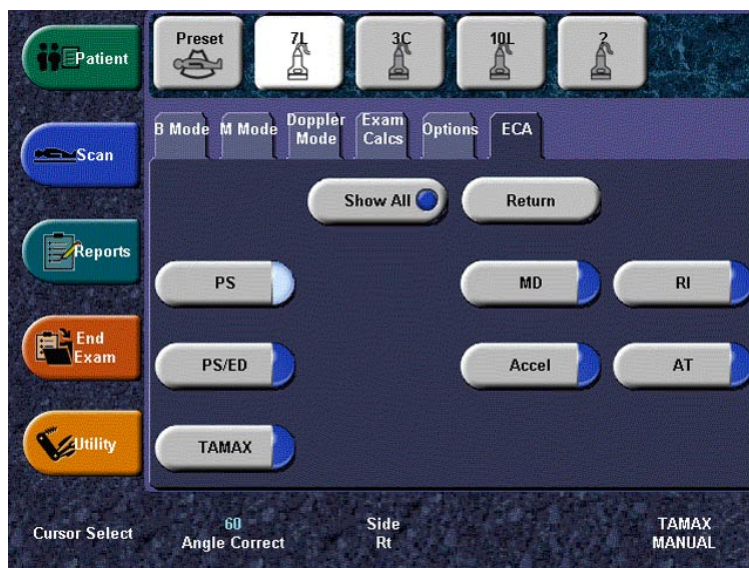 Patient
Preset
7L
3C
10L
?
Scan
B Mode
M Mode
Doppler
Mode
Exam
Calcs
Options
ECA
Show All
Return
Reports
PS
MD
RI
End
Exam
PS/ED
Accel
AT
Utility
TAMAX
Cursor Select
60
Angle Correct
Side
Rt
TAMAX
MANUAL